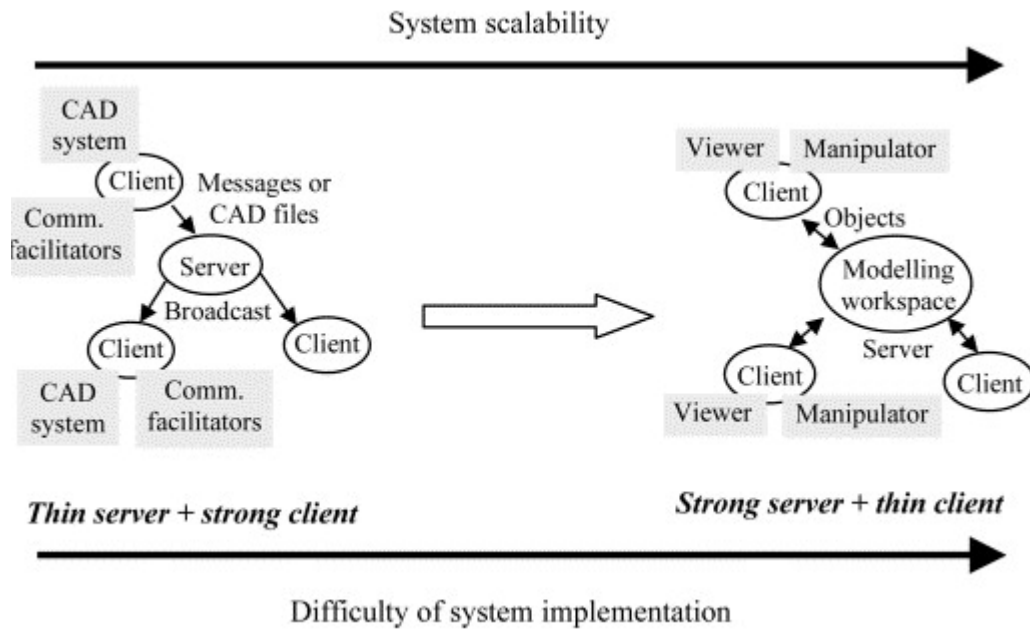 System scalability
CAD
system
Client
Messages or
CAD files
Comm.
facilitators
Server
Broadcast
Client
Client
CAD
system
Comm.
facilitators
Thin server + strong client
Viewer
Manipulator
Client
Objects
Modelling
workspace
Server
Client
Client
Viewer
Manipulator
Strong server + thin client
Difficulty of system implementation